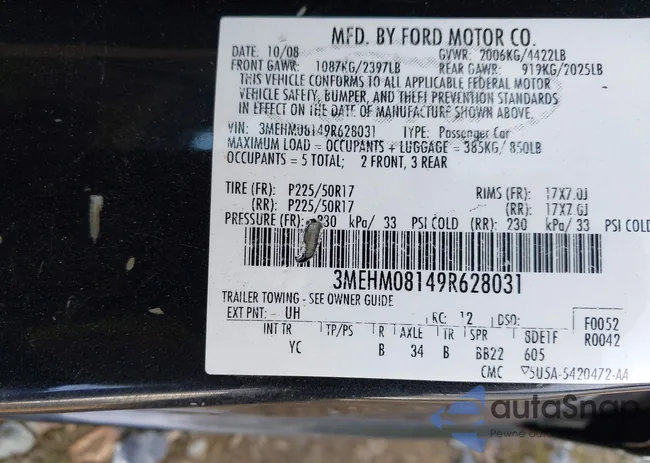 MFD. BY FORD MOTOR CO.
DATE: 10/08 GVWR: 2006KG/4422LB
FRONT GAWR: 1087KG/2397LB REAR GAWR: 919KG/2025LB
THIS VEHICLE CONFORMS TO ALL APPLICABLE FEDERAL MOTOR
VEHICLE SAFETY, BUMPER, AND THEFT PREVENTION STANDARDS
IN EFFECT ON THE DATE OF MANUFACTURE SHOWN ABOVE.
VIN: 3MEHM08149R628031 TYPE: Passenger Car
MAXIMUM LOAD = OCCUPANTS + LUGGAGE = 385KG/ 850LB
OCCUPANTS = 5 TOTAL; 2 FRONT, 3 REAR
TIRE (FR): P225/50R17 RIMS (FR): 17X7.0J
(RR): P225/50R17 (RR): 17X7.0J
PRESSURE (FR): 230 kPa/ 33 PSI COLD (RR): 230 kPa/ 33 PSI COLD
3MEHM08149R628031
TRAILER TOWING - SEE OWNER GUIDE
EXT PNT: UH RC: 12 DSO: F0052
INT TR TP/PS R AXLE TR SPR R0042
YC B 34 B BB22 605
CMC 5U5A-5420472-AA
autoSnap